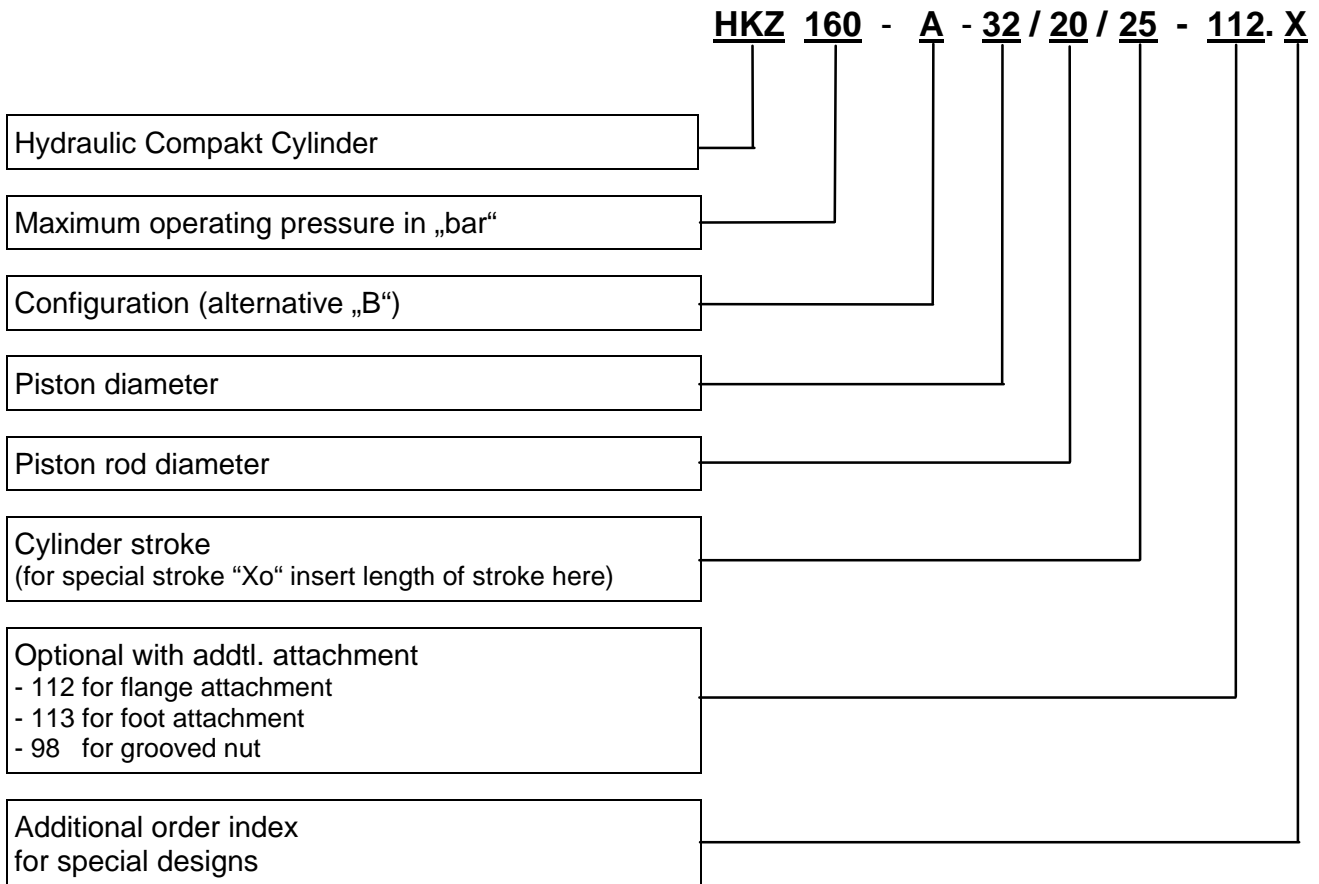 HKZ 160 - A - 32 / 20 / 25 - 112. X
Hydraulic Compakt Cylinder
Maximum operating pressure in „bar“
Configuration (alternative „B“)
Piston diameter
Piston rod diameter
Cylinder stroke
(for special stroke “Xo“ insert length of stroke here)
Optional with addtl. attachment
- 112 for flange attachment
- 113 for foot attachment
- 98 for grooved nut
Additional order index
for special designs